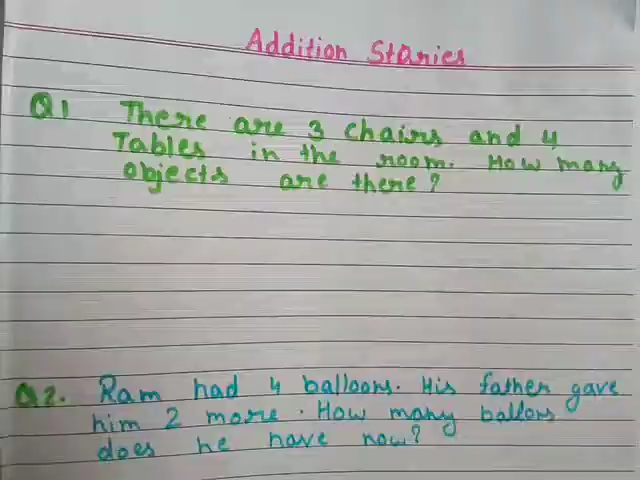 Addition Stories
Q1 There are 3 chairs and 4
Tables in the room. How many
objects are there?
Q2. Ram had 4 balloons. His father gave
him 2 more. How many ballons
does he have now?